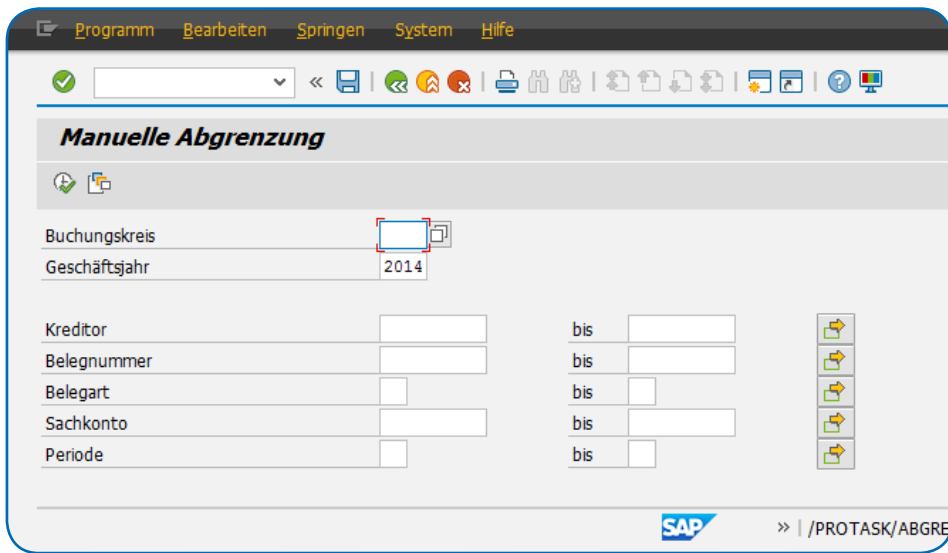 Programm Bearbeiten Springen System Hilfe
Manuelle Abgrenzung
Buchungskreis
Geschäftsjahr 2014
Kreditor bis
Belegnummer bis
Belegart bis
Sachkonto bis
Periode bis
SAP » | /PROTASK/ABGRE